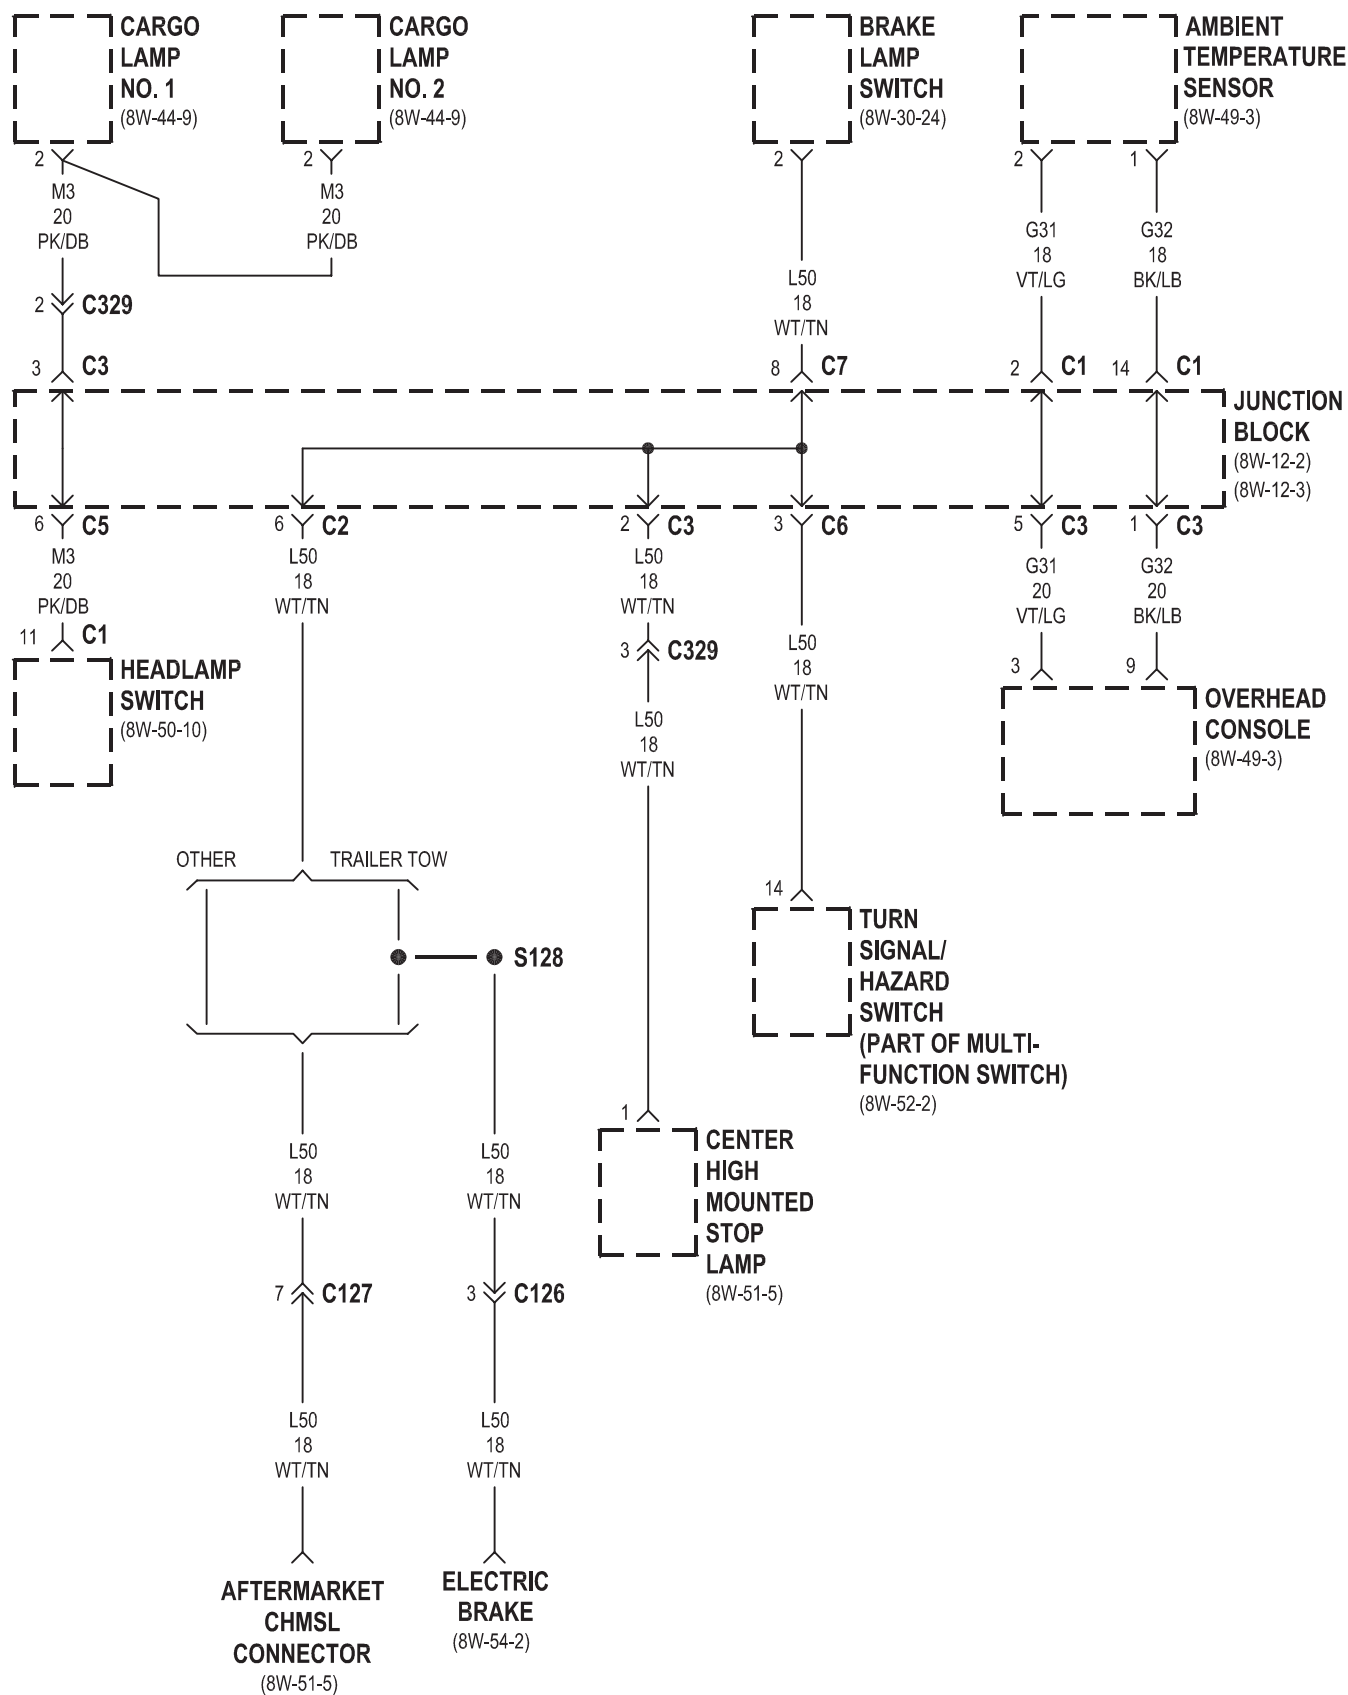 CARGO
LAMP
NO. 1
(8W-44-9)
CARGO
LAMP
NO. 2
(8W-44-9)
BRAKE
LAMP
SWITCH
(8W-30-24)
AMBIENT
TEMPERATURE
SENSOR
(8W-49-3)
2
2
2
2
1
M3
20
PK/DB
M3
20
PK/DB
L50
18
WT/TN
G31
18
VT/LG
G32
18
BK/LB
2 C329
3 C3
8 C7
2 C1
14 C1
JUNCTION
BLOCK
(8W-12-2)
(8W-12-3)
6 C5
6 C2
2 C3
3 C6
5 C3
1 C3
M3
20
PK/DB
L50
18
WT/TN
L50
18
WT/TN
G31
20
VT/LG
G32
20
BK/LB
11 C1
3 C329
L50
18
WT/TN
3
9
HEADLAMP
SWITCH
(8W-50-10)
L50
18
WT/TN
OVERHEAD
CONSOLE
(8W-49-3)
OTHER
TRAILER TOW
14
S128
TURN
SIGNAL/
HAZARD
SWITCH
(PART OF MULTI-
FUNCTION SWITCH)
(8W-52-2)
1
CENTER
HIGH
MOUNTED
STOP
LAMP
(8W-51-5)
L50
18
WT/TN
L50
18
WT/TN
7 C127
3 C126
L50
18
WT/TN
L50
18
WT/TN
AFTERMARKET
CHMSL
CONNECTOR
(8W-51-5)
ELECTRIC
BRAKE
(8W-54-2)